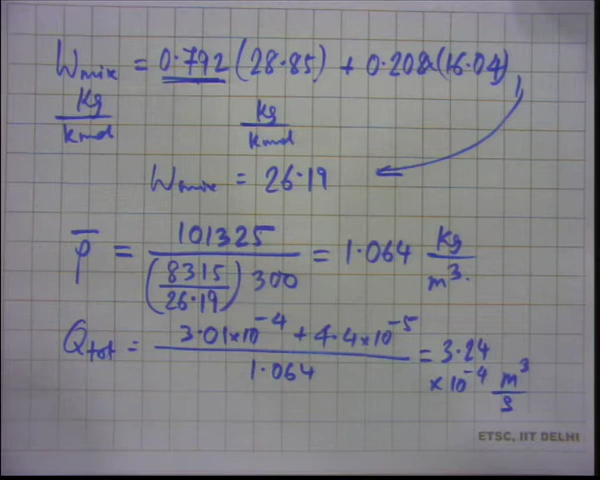 Wmix = 0.792 (28.85) + 0.208 (16.04)
Kg/kmol Kg/kmol
Wmix = 26.19
ρ̅ = 101325 / ((8315/26.19) 300) = 1.064 Kg/m³.
Qtot = (3.01×10⁻⁴ + 4.4×10⁻⁵) / 1.064 = 3.24 ×10⁻⁴ m³/s
ETSC, IIT DELHI